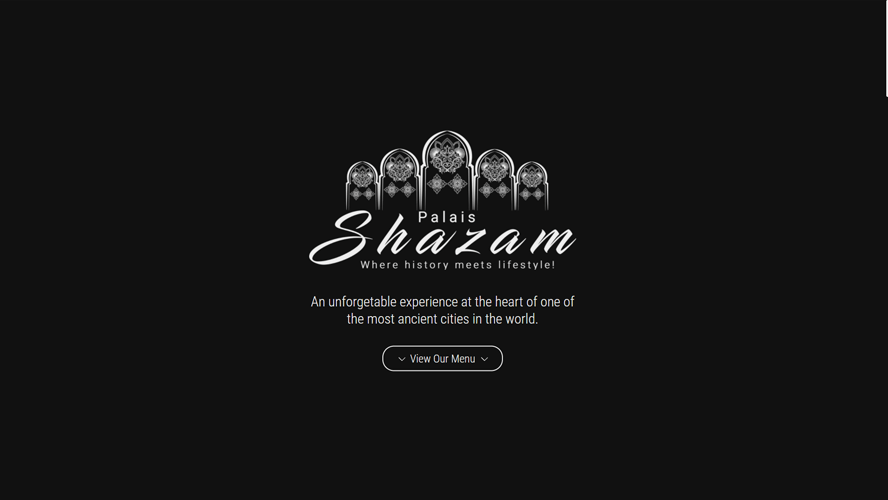 Palais
Shazam
Where history meets lifestyle!
An unforgetable experience at the heart of one of
the most ancient cities in the world.
View Our Menu